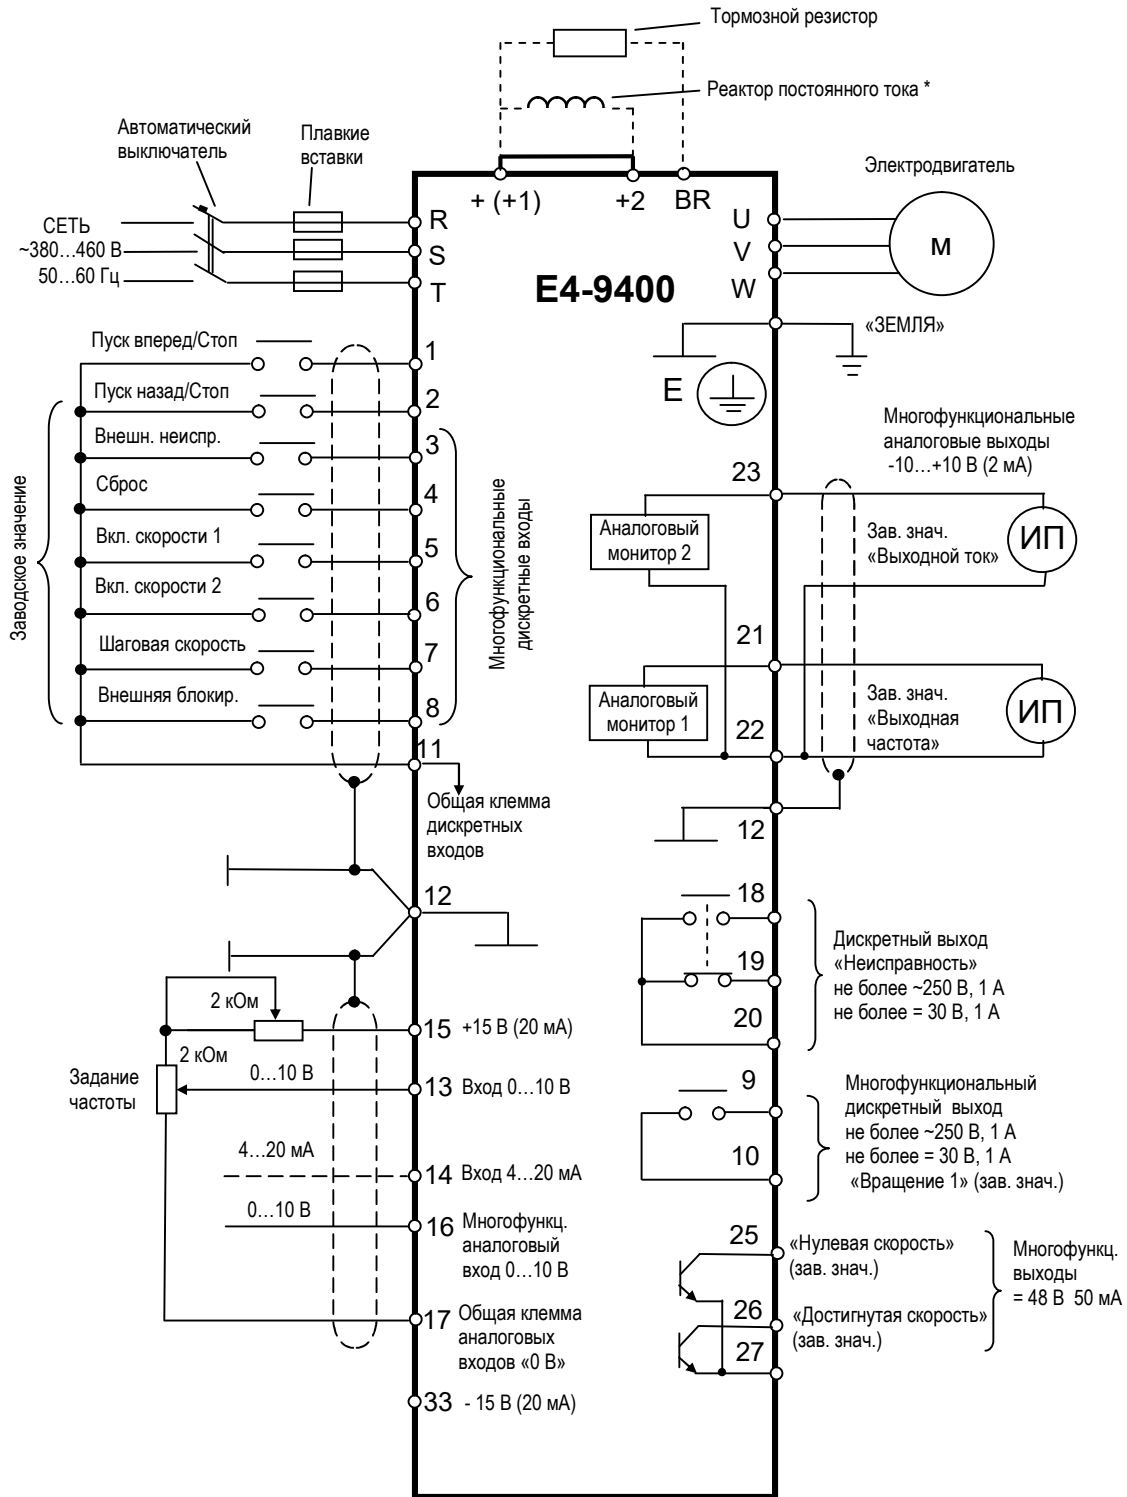 Тормозной резистор
Реактор постоянного тока *
Автоматический
выключатель
Плавкие
вставки
Электродвигатель
+ (+1)
+2
BR
СЕТЬ
~380...460 В
50...60 Гц
R
S
T
E4-9400
U
V
W
М
«ЗЕМЛЯ»
E
Заводское значение
Пуск вперед/Стоп
1
Пуск назад/Стоп
2
Внешн. неиспр.
3
Сброс
4
Вкл. скорости 1
5
Вкл. скорости 2
6
Шаговая скорость
7
Внешняя блокир.
8
11
Многофункциональные
дискретные входы
Общая клемма
дискретных
входов
12
Многофункциональные
аналоговые выходы
-10...+10 В (2 мА)
23
Аналоговый
монитор 2
Зав. знач.
«Выходной ток»
ИП
21
Аналоговый
монитор 1
22
Зав. знач.
«Выходная
частота»
ИП
12
18
19
20
Дискретный выход
«Неисправность»
не более ~250 В, 1 А
не более = 30 В, 1 А
2 кОм
15 +15 В (20 мА)
2 кОм
Задание
частоты
0...10 В
13 Вход 0...10 В
4...20 мА
14 Вход 4...20 мА
0...10 В
16 Многофункц.
аналоговый
вход 0...10 В
17 Общая клемма
аналоговых
входов «0 В»
33 - 15 В (20 мА)
9
10
Многофункциональный
дискретный выход
не более ~250 В, 1 А
не более = 30 В, 1 А
«Вращение 1» (зав. знач.)
25
«Нулевая скорость»
(зав. знач.)
26
«Достигнутая скорость»
(зав. знач.)
27
Многофункц.
выходы
= 48 В 50 мА